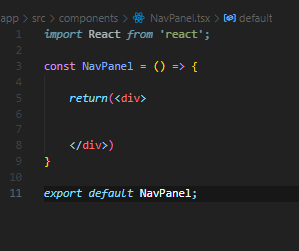 app > src > components > NavPanel.tsx > default
1 import React from 'react';
2
3 const NavPanel = () => {
4
5 return(<div>
6
7
8 </div>)
9 }
10
11 export default NavPanel;